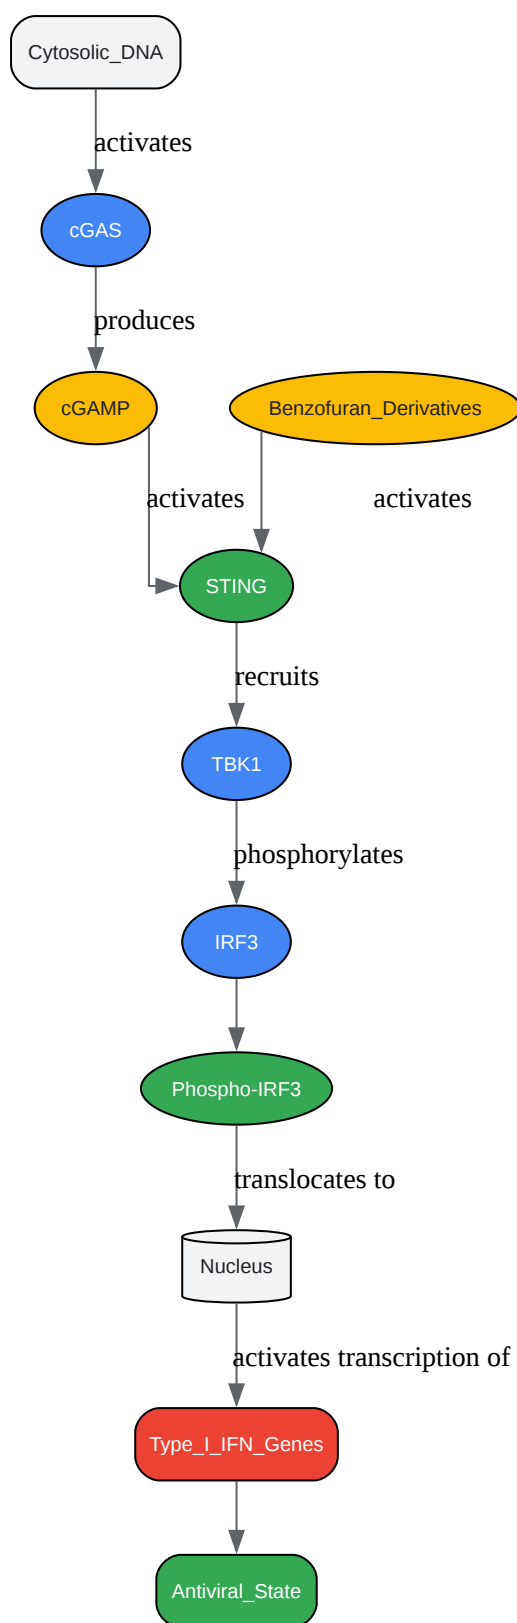 Cytosolic_DNA
activates
cGAS
produces
cGAMP
Benzofuran_Derivatives
activates
activates
STING
recruits
TBK1
phosphorylates
IRF3
Phospho-IRF3
translocates to
Nucleus
activates transcription of
Type_I_IFN_Genes
Antiviral_State